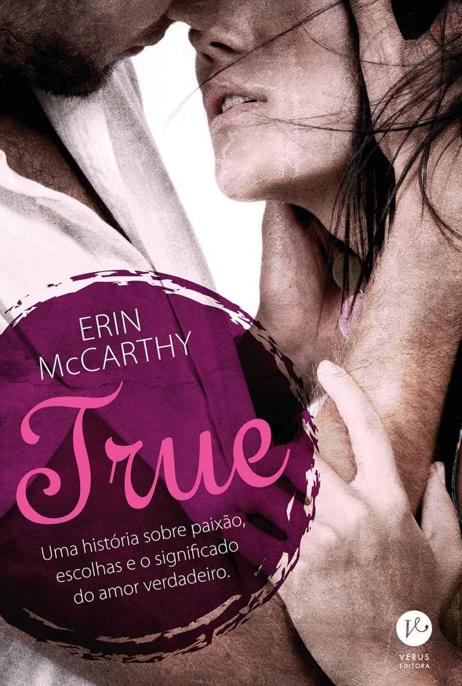 ERIN
McCARTHY
True
Uma história sobre paixão,
escolhas e o significado
do amor verdadeiro.
VERUS
EDITORA